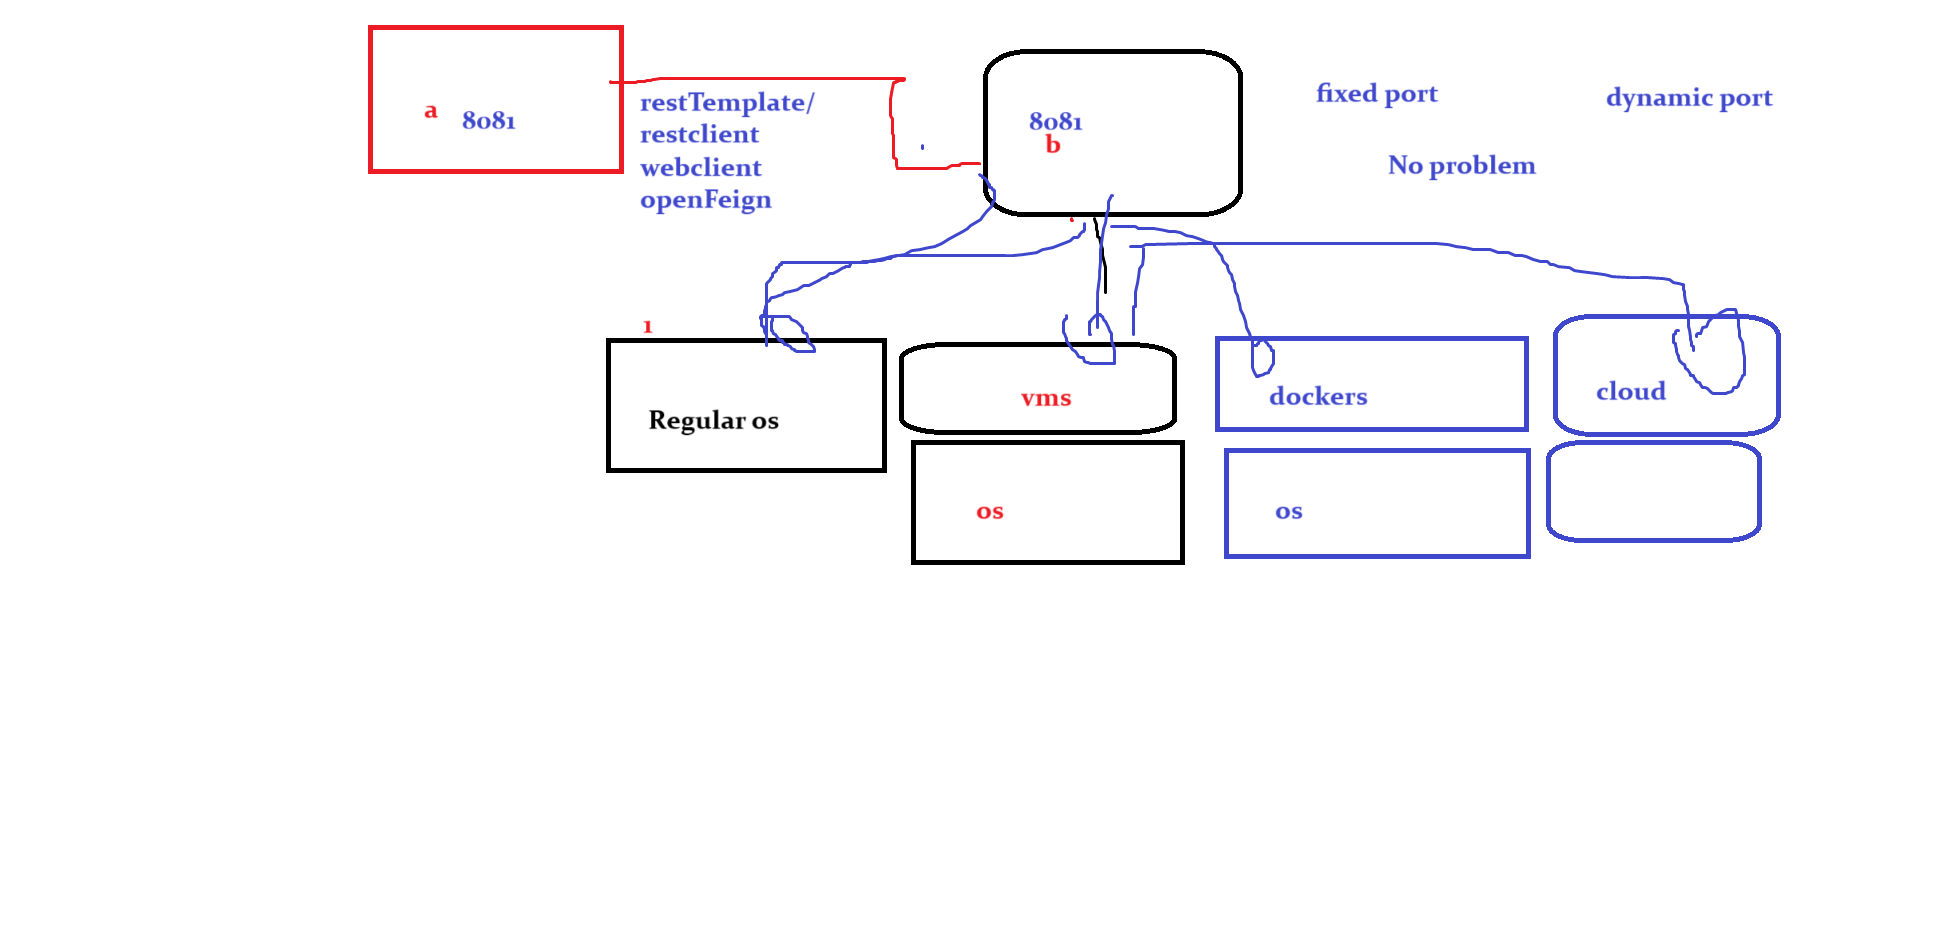 a 8081
restTemplate/
restclient
webclient
openFeign
8081
b
fixed port
dynamic port
No problem
1
Regular os
vms
os
dockers
os
cloud